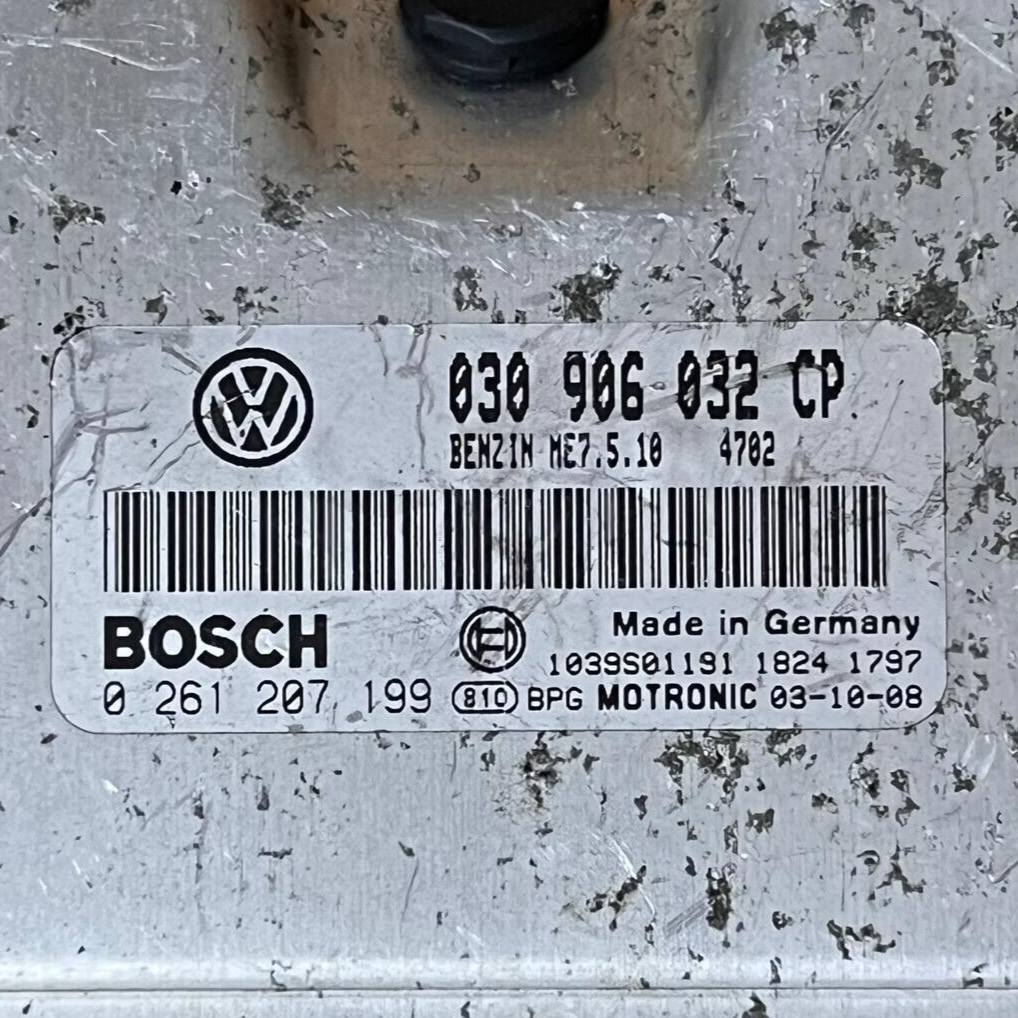 030 906 032 CP
BENZIN ME7.5.10 4702
BOSCH
Made in Germany
1039S01191 1824 1797
0 261 207 199 810 BPG MOTRONIC 03-10-08